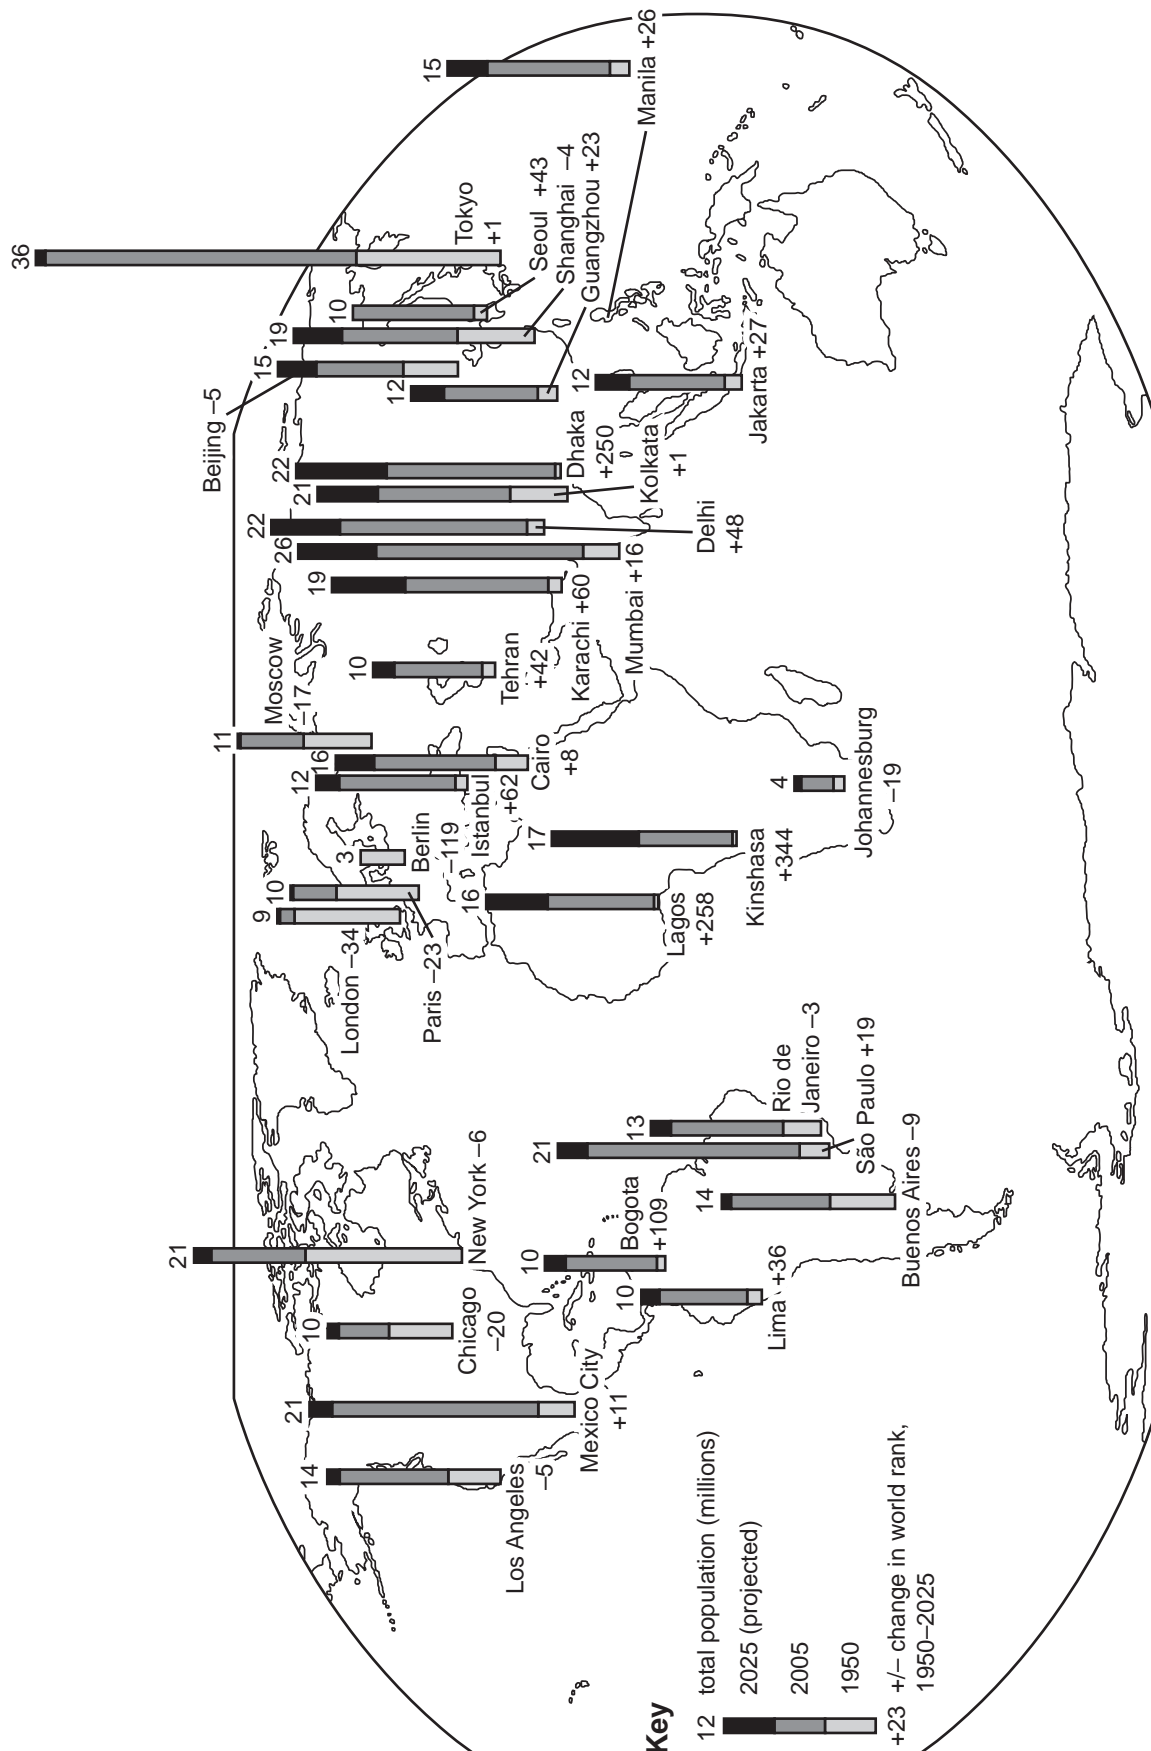 36
Tokyo
+1
10
Seoul +43
19
Shanghai –4
15
Beijing –5
12
Guangzhou +23
15
Manila +26
12
Jakarta +27
22
Dhaka
+250
21
Kolkata
+1
22
Delhi
+48
26
Mumbai +16
19
Karachi +60
10
Tehran
+42
11
Moscow
–17
16
Cairo
+8
12
Istanbul
+62
3
Berlin
–119
10
Paris –23
9
London –34
16
Lagos
+258
17
Kinshasa
+344
4
Johannesburg
–19
13
Rio de
Janeiro –3
21
São Paulo +19
14
Buenos Aires –9
10
Bogota
+109
10
Lima +36
21
New York –6
10
Chicago
–20
21
Mexico City
+11
14
Los Angeles
–5
Key
12 total population (millions)
2025 (projected)
2005
1950
+23 +/– change in world rank,
1950–2025